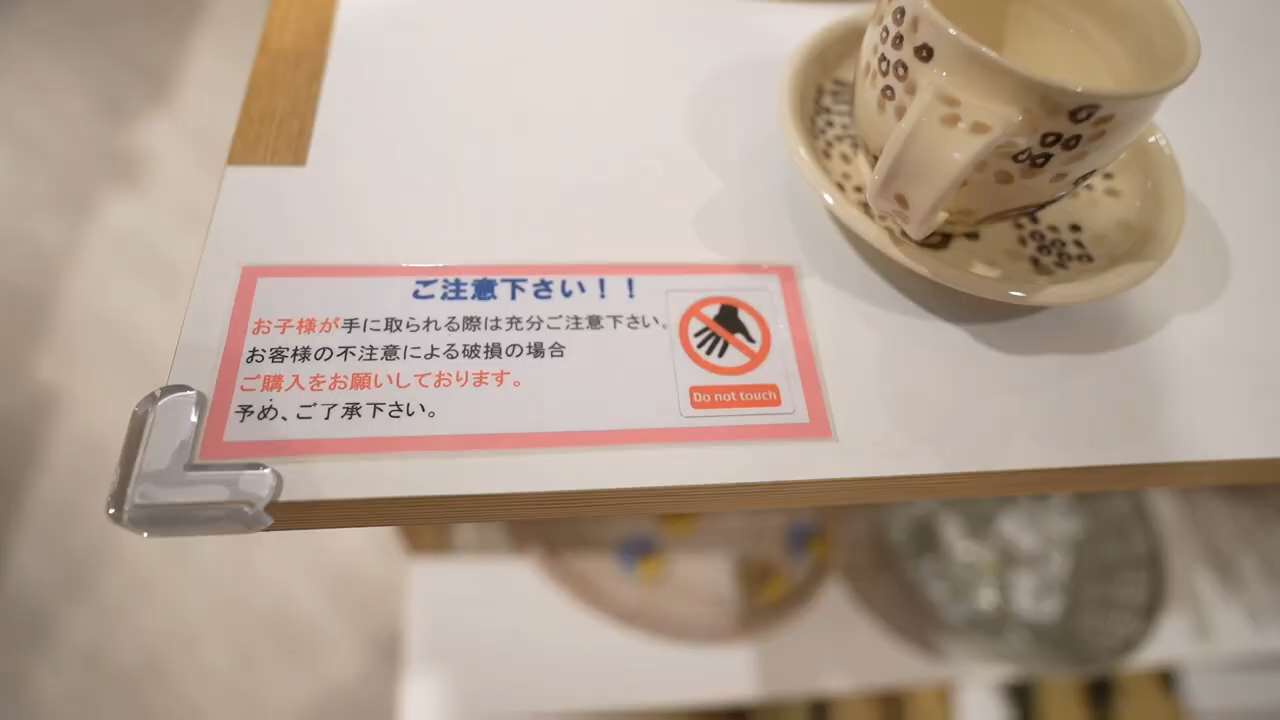 ご注意下さい！！
お子様が手に取られる際は充分ご注意下さい。
お客様の不注意による破損の場合
ご購入をお願いしております。
予め、ご了承下さい。
Do not touch